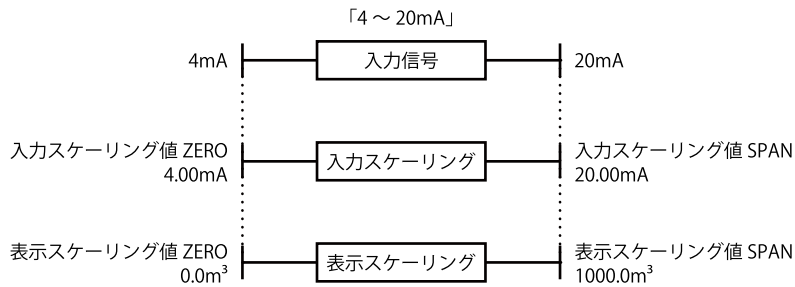 「4 ～ 20mA」
4mA
入力信号
20mA
入力スケーリング値 ZERO
4.00mA
入力スケーリング
入力スケーリング値 SPAN
20.00mA
表示スケーリング値 ZERO
0.0m³
表示スケーリング
表示スケーリング値 SPAN
1000.0m³